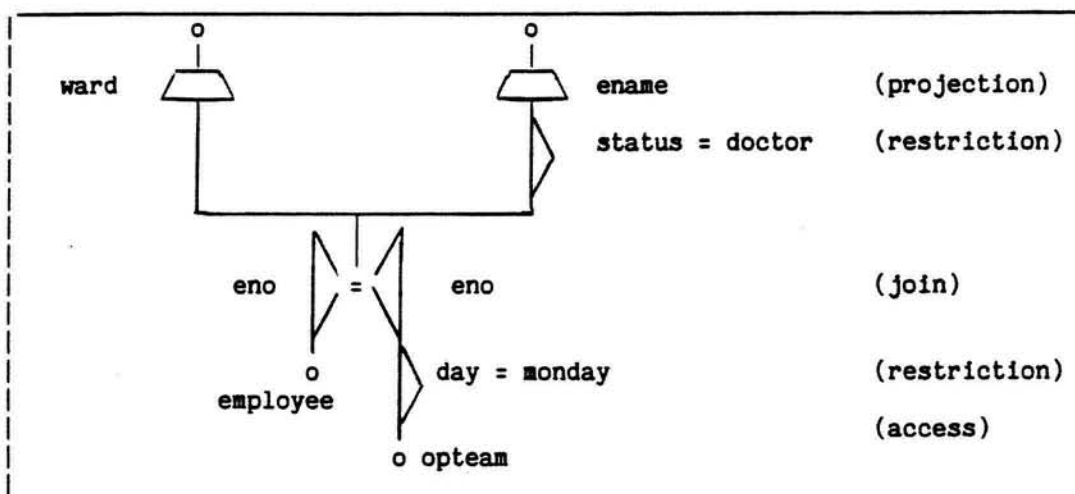 o o
ward ename (projection)
status = doctor (restriction)
eno = eno (join)
o day = monday (restriction)
employee
(access)
o opteam